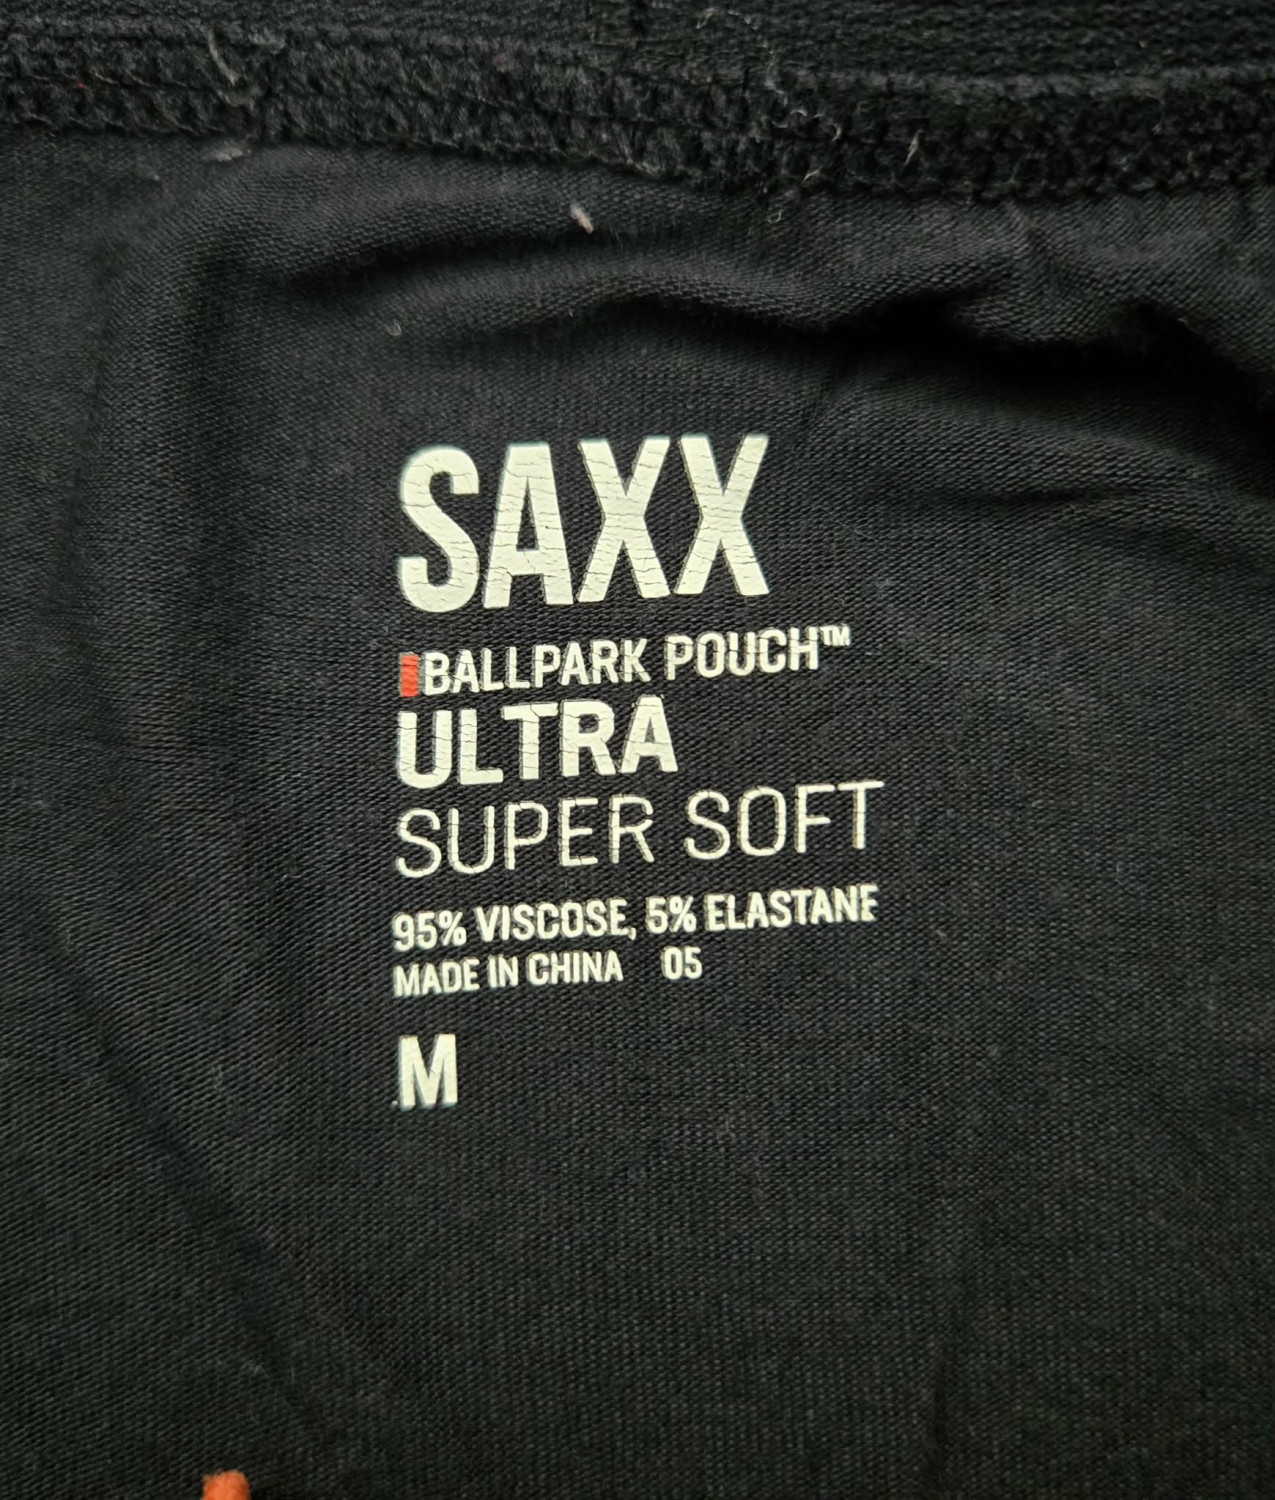 SAXX
BALLPARK POUCH™
ULTRA
SUPER SOFT
95% VISCOSE, 5% ELASTANE
MADE IN CHINA 05
M